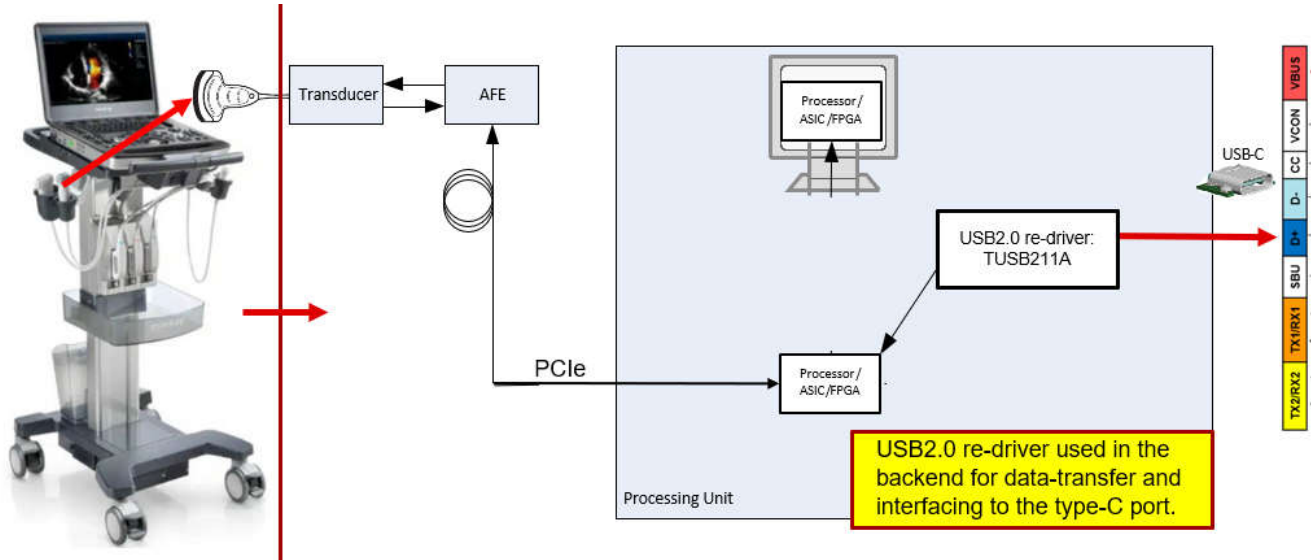 Transducer
AFE
Processor/
ASIC/FPGA
USB-C
USB2.0 re-driver:
TUSB211A
PCIe
Processor/
ASIC/FPGA
USB2.0 re-driver used in the
backend for data-transfer and
interfacing to the type-C port.
Processing Unit
VBUS
VCON
CC
D-
D+
SBU
TX1/RX1
TX2/RX2